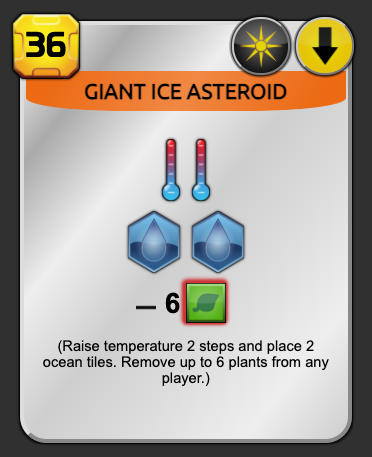 36
GIANT ICE ASTEROID
– 6
(Raise temperature 2 steps and place 2
ocean tiles. Remove up to 6 plants from any
player.)